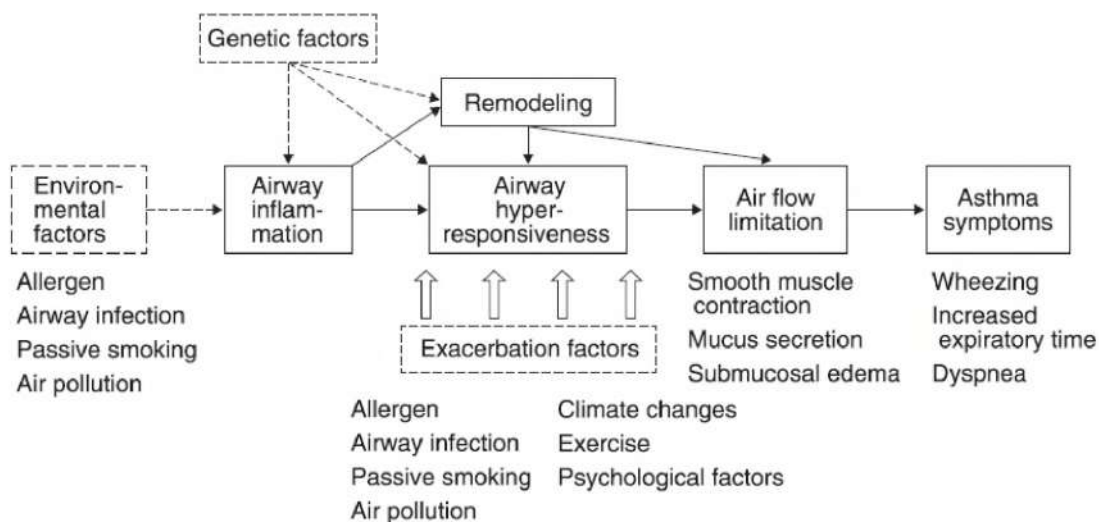 Genetic factors
Remodeling
Environ-
mental
factors
Airway
inflam-
mation
Airway
hyper-
responsiveness
Air flow
limitation
Asthma
symptoms
Allergen
Airway infection
Passive smoking
Air pollution
Exacerbation factors
Allergen
Airway infection
Passive smoking
Air pollution
Climate changes
Exercise
Psychological factors
Smooth muscle
contraction
Mucus secretion
Submucosal edema
Wheezing
Increased
expiratory time
Dyspnea